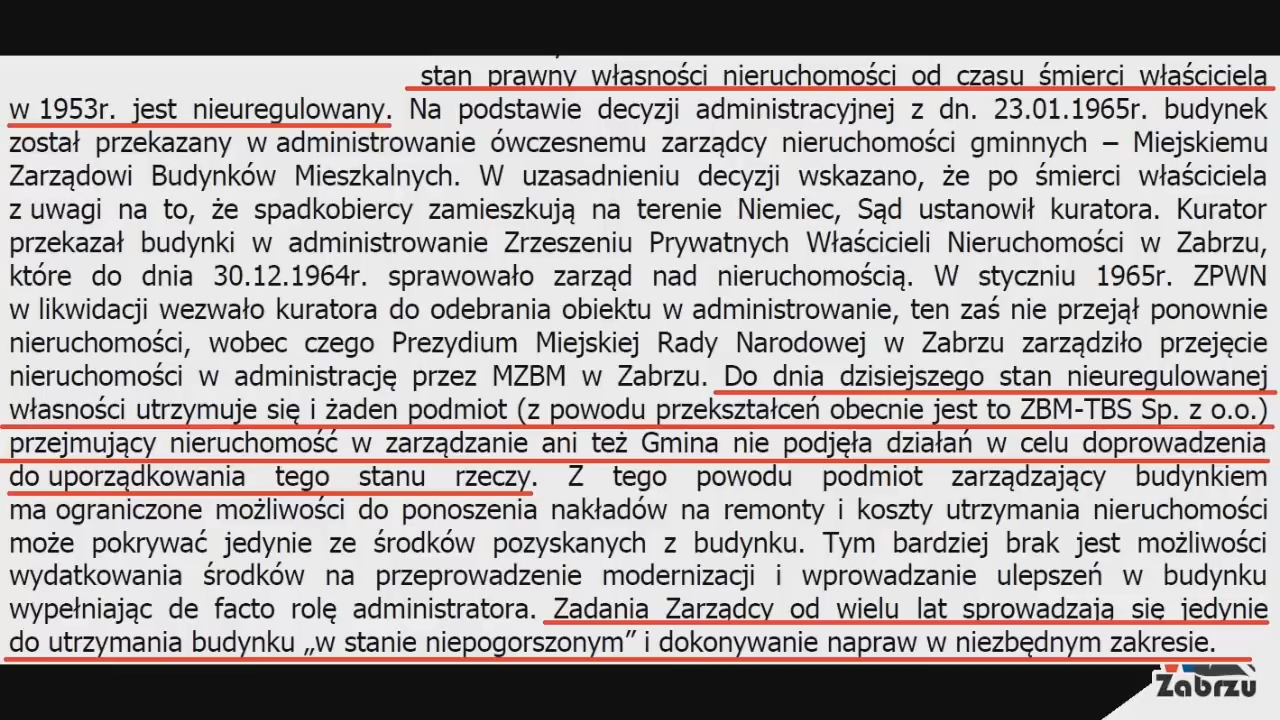 stan prawny własności nieruchomości od czasu śmierci właściciela
w 1953r. jest nieuregulowany. Na podstawie decyzji administracyjnej z dn. 23.01.1965r. budynek
został przekazany w administrowanie ówczesnemu zarządcy nieruchomości gminnych – Miejskiemu
Zarządowi Budynków Mieszkalnych. W uzasadnieniu decyzji wskazano, że po śmierci właściciela
z uwagi na to, że spadkobiercy zamieszkują na terenie Niemiec, Sąd ustanowił kuratora. Kurator
przekazał budynki w administrowanie Zrzeszeniu Prywatnych Właścicieli Nieruchomości w Zabrzu,
które do dnia 30.12.1964r. sprawowało zarząd nad nieruchomością. W styczniu 1965r. ZPWN
w likwidacji wezwało kuratora do odebrania obiektu w administrowanie, ten zaś nie przejął ponownie
nieruchomości, wobec czego Prezydium Miejskiej Rady Narodowej w Zabrzu zarządziło przejęcie
nieruchomości w administrację przez MZBM w Zabrzu. Do dnia dzisiejszego stan nieuregulowanej
własności utrzymuje się i żaden podmiot (z powodu przekształceń obecnie jest to ZBM-TBS Sp. z o.o.)
przejmujący nieruchomość w zarządzanie ani też Gmina nie podjęła działań w celu doprowadzenia
do uporządkowania tego stanu rzeczy. Z tego powodu podmiot zarządzający budynkiem
ma ograniczone możliwości do ponoszenia nakładów na remonty i koszty utrzymania nieruchomości
może pokrywać jedynie ze środków pozyskanych z budynku. Tym bardziej brak jest możliwości
wydatkowania środków na przeprowadzenie modernizacji i wprowadzanie ulepszeń w budynku
wypełniając de facto rolę administratora. Zadania Zarządcy od wielu lat sprowadzają się jedynie
do utrzymania budynku „w stanie niepogorszonym” i dokonywanie napraw w niezbędnym zakresie.
Zabrzu